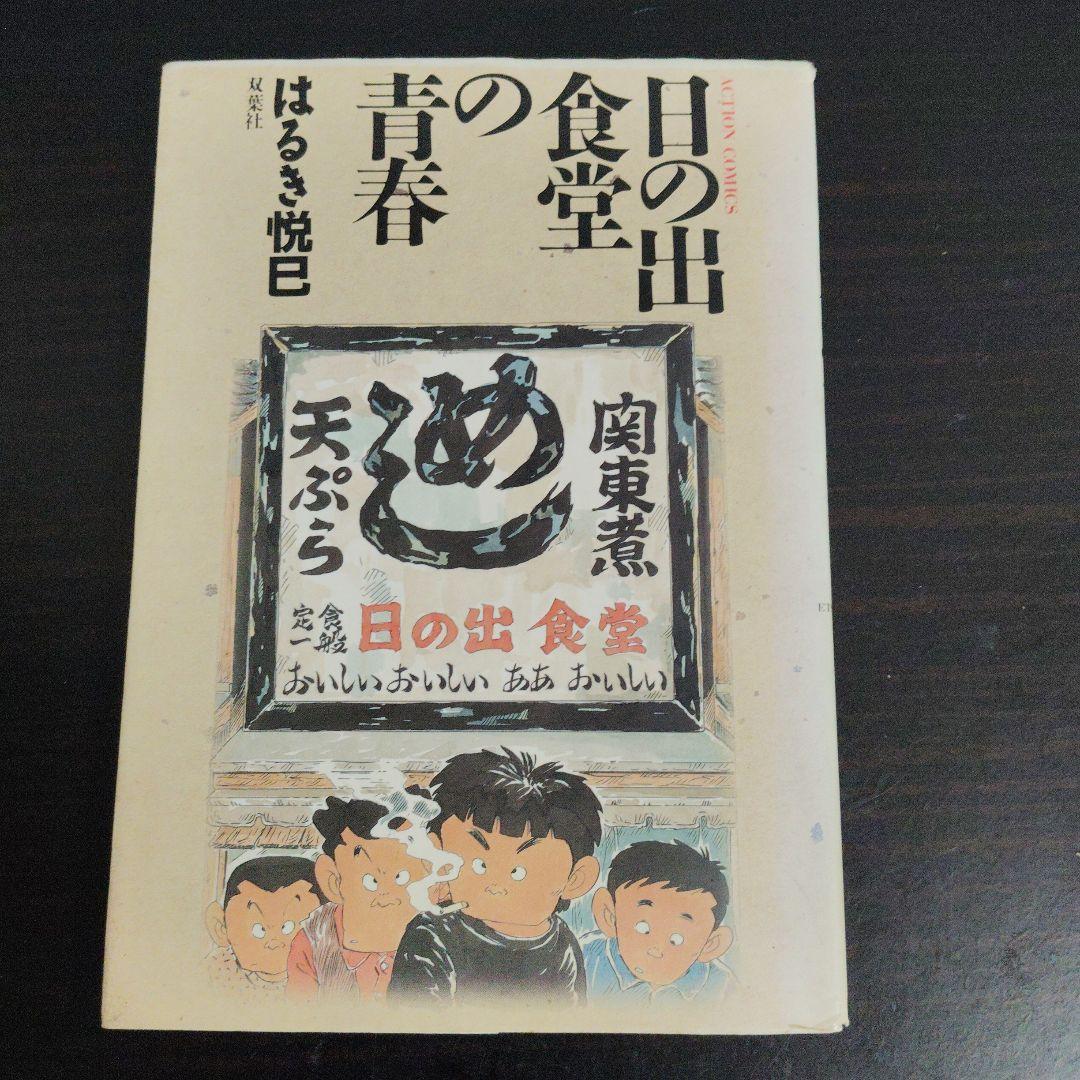 ACTION COMICS
日の出
食堂
の
青春
はるき悦巳
双葉社
関東煮
めし
天ぷら
一般
定食
日の出 食堂
おいしい おいしい ああ おいしい